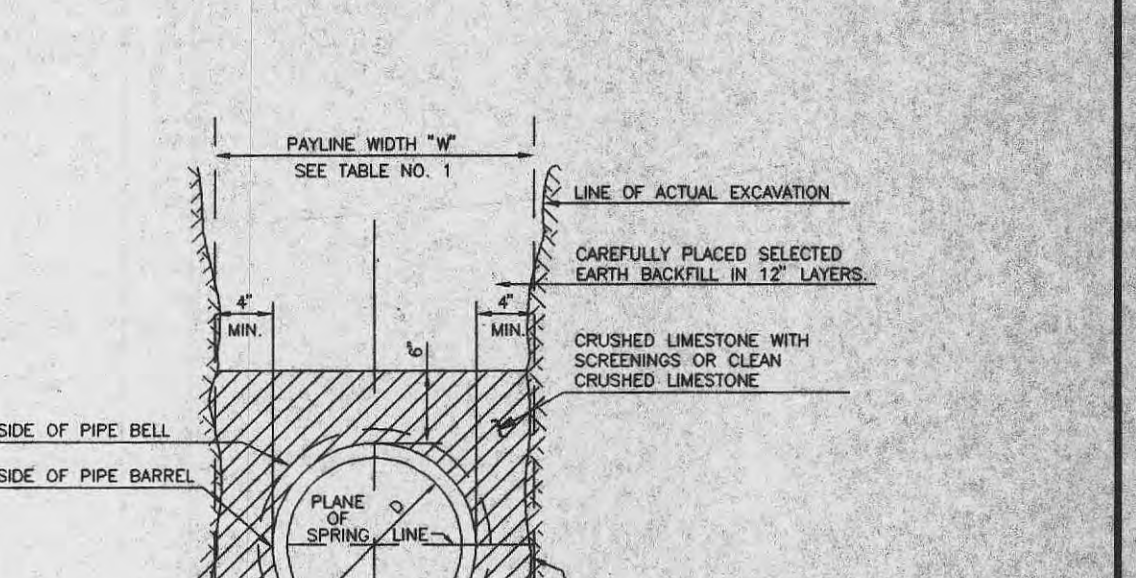 PAYLINE WIDTH "W"
SEE TABLE NO. 1
LINE OF ACTUAL EXCAVATION
CAREFULLY PLACED SELECTED
EARTH BACKFILL IN 12" LAYERS.
4"
MIN.
4"
MIN.
6"
CRUSHED LIMESTONE WITH
SCREENINGS OR CLEAN
CRUSHED LIMESTONE
SIDE OF PIPE BELL
SIDE OF PIPE BARREL
PLANE
OF
SPRING LINE
D